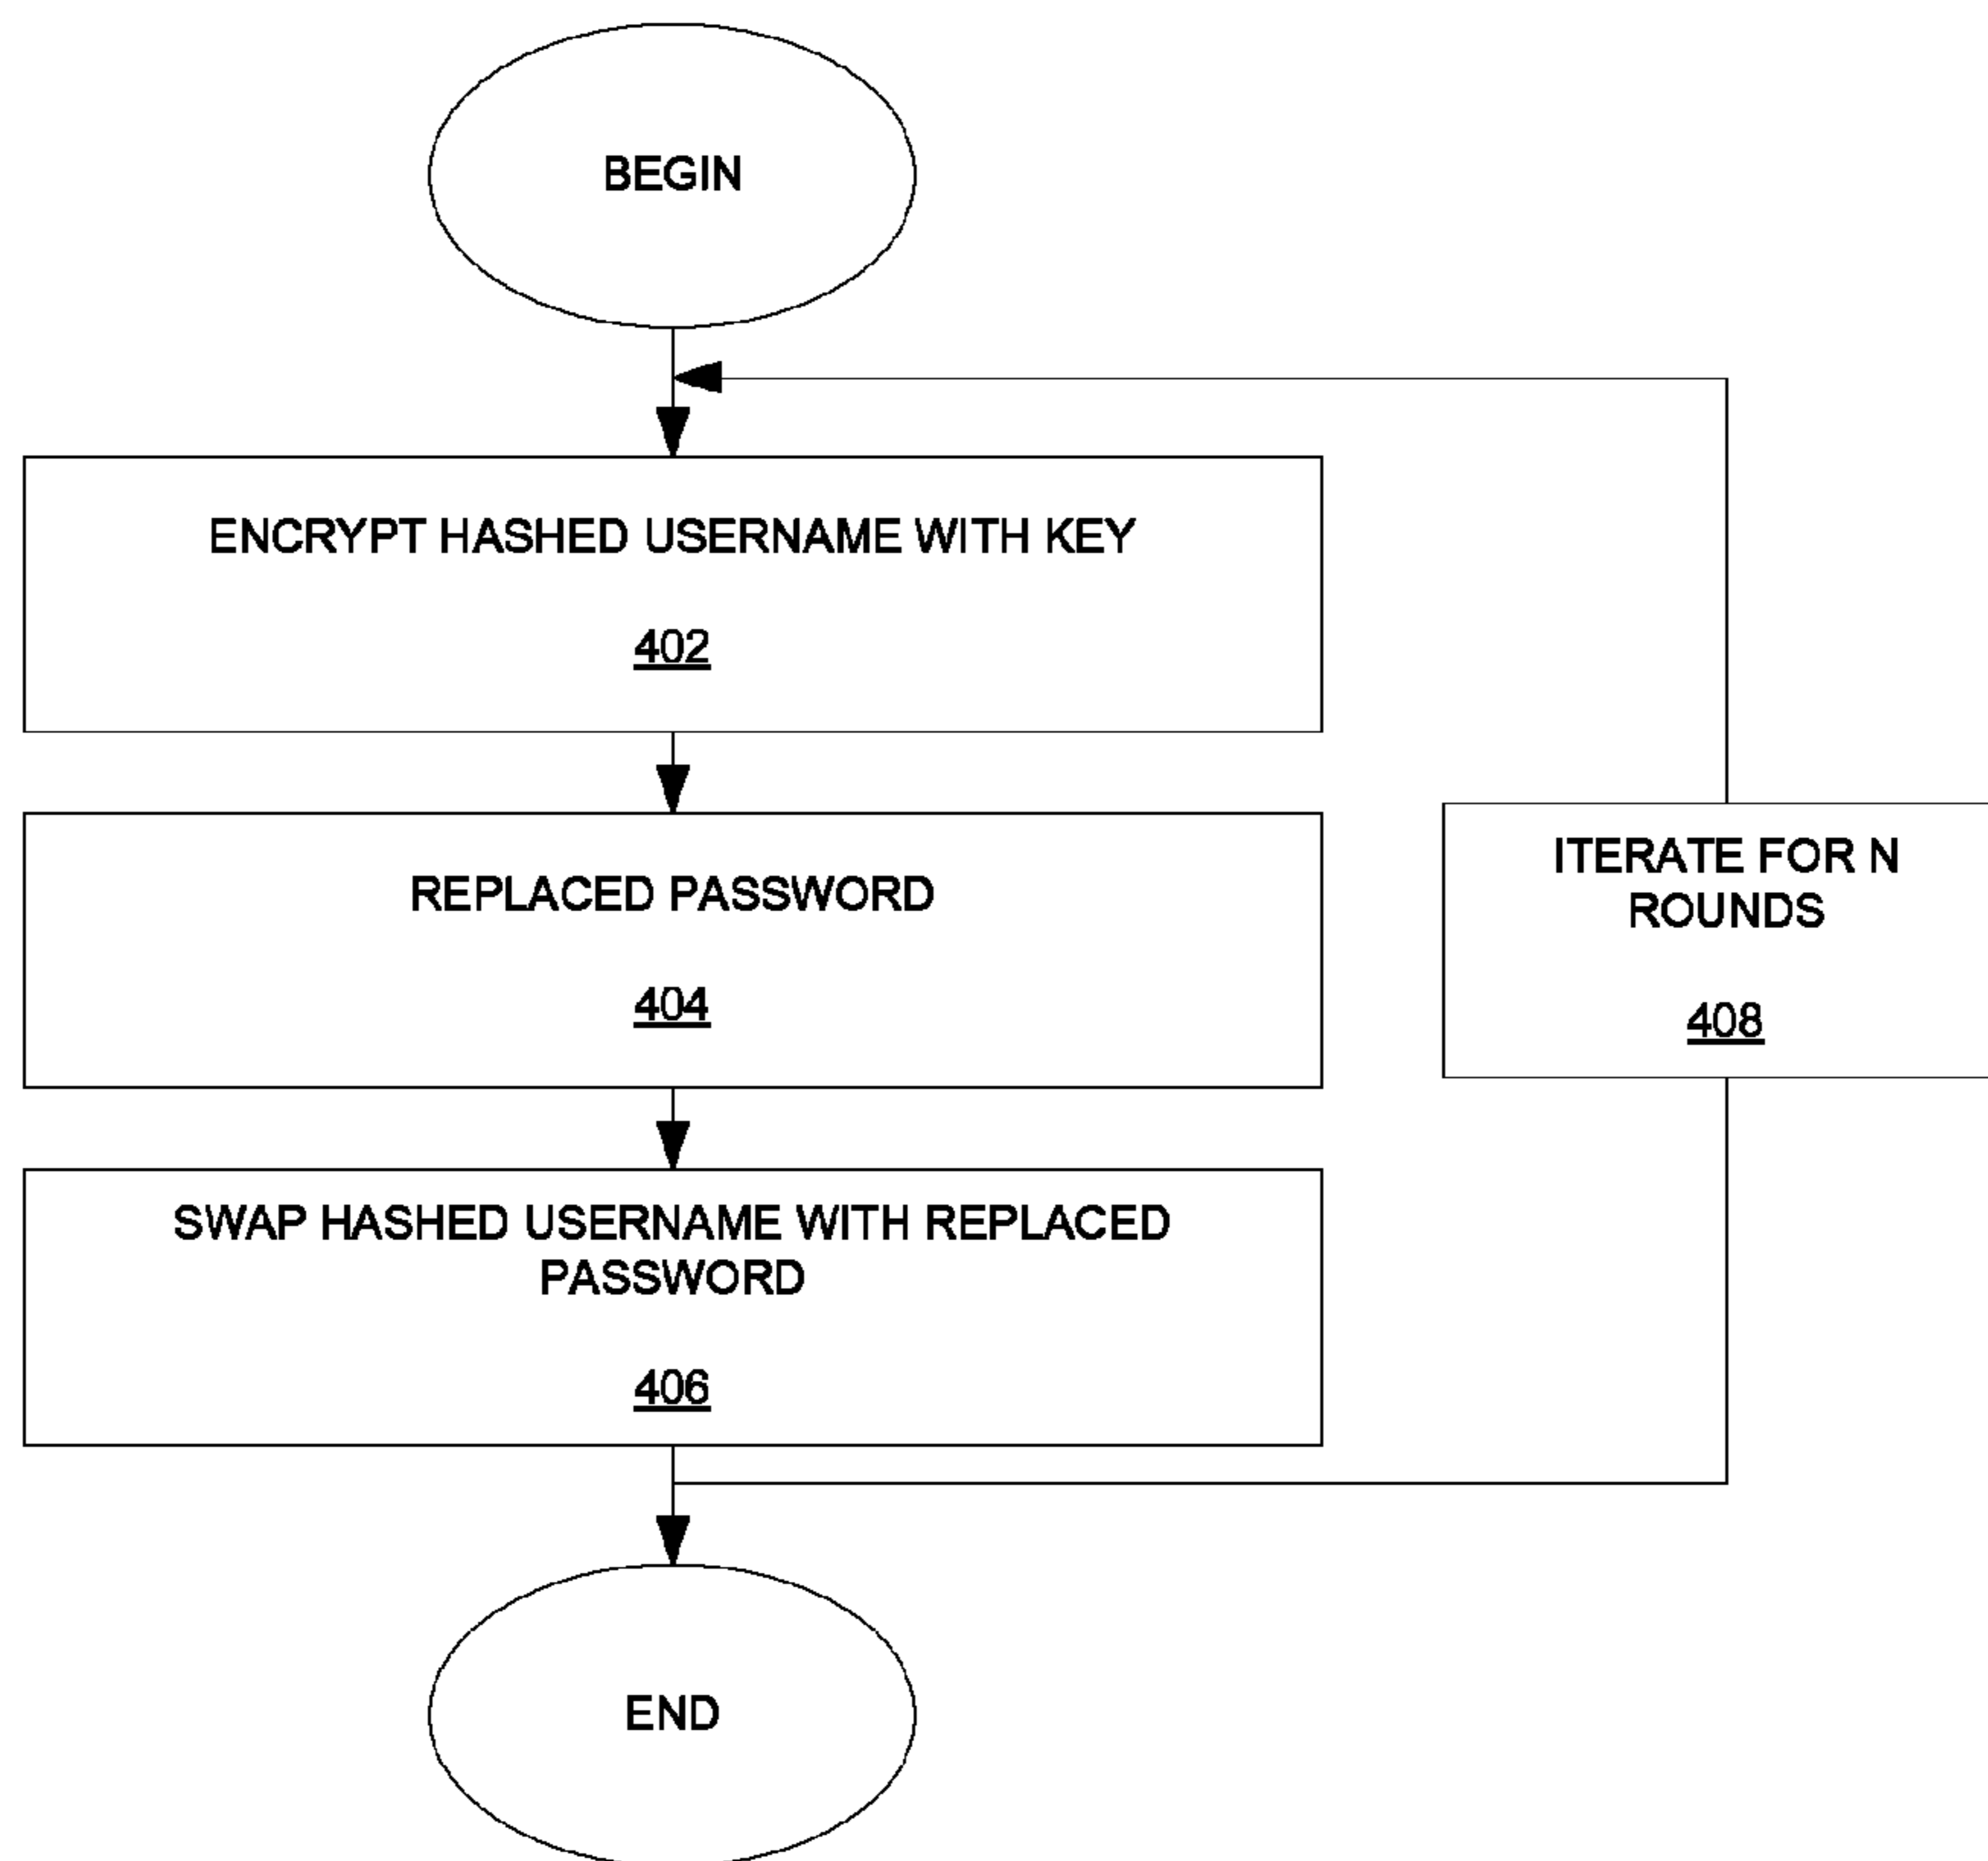 BEGIN
ENCRYPT HASHED USERNAME WITH KEY
402
REPLACED PASSWORD
404
ITERATE FOR N
ROUNDS
408
SWAP HASHED USERNAME WITH REPLACED
PASSWORD
406
END